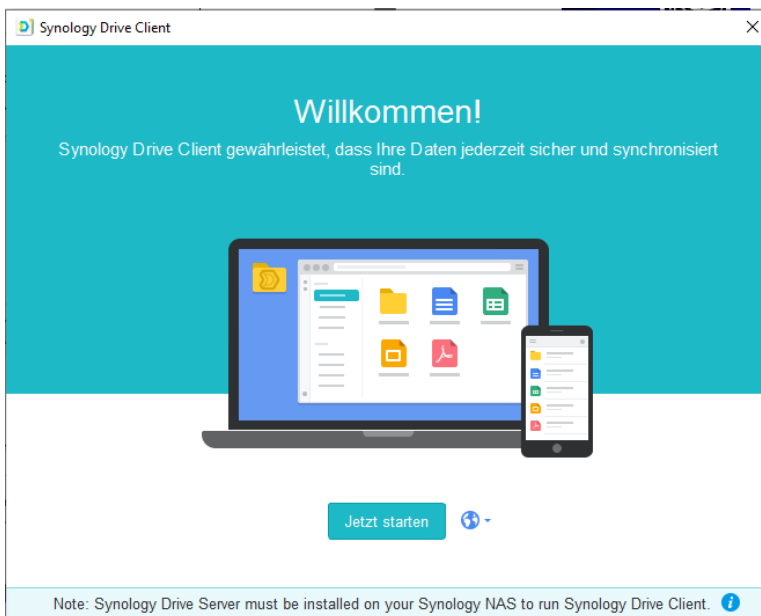 Synology Drive Client
Willkommen!
Synology Drive Client gewährleistet, dass Ihre Daten jederzeit sicher und synchronisiert
sind.
Jetzt starten
Note: Synology Drive Server must be installed on your Synology NAS to run Synology Drive Client.